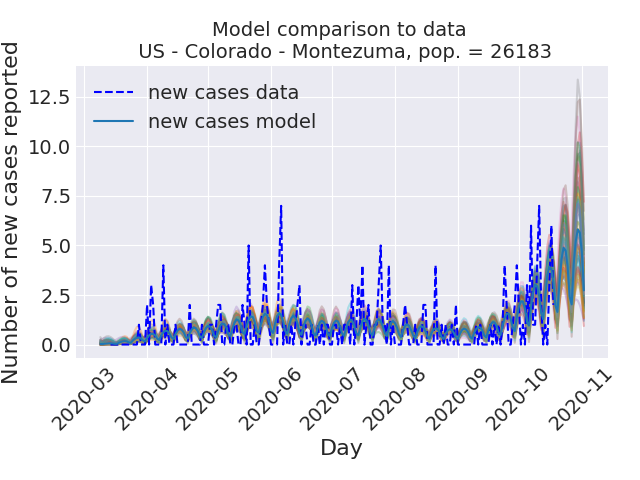 Model comparison to data
US - Colorado - Montezuma, pop. = 26183
new cases data
new cases model
Number of new cases reported
12.5
10.0
7.5
5.0
2.5
0.0
2020-03
2020-04
2020-05
2020-06
2020-07
2020-08
2020-09
2020-10
2020-11
Day